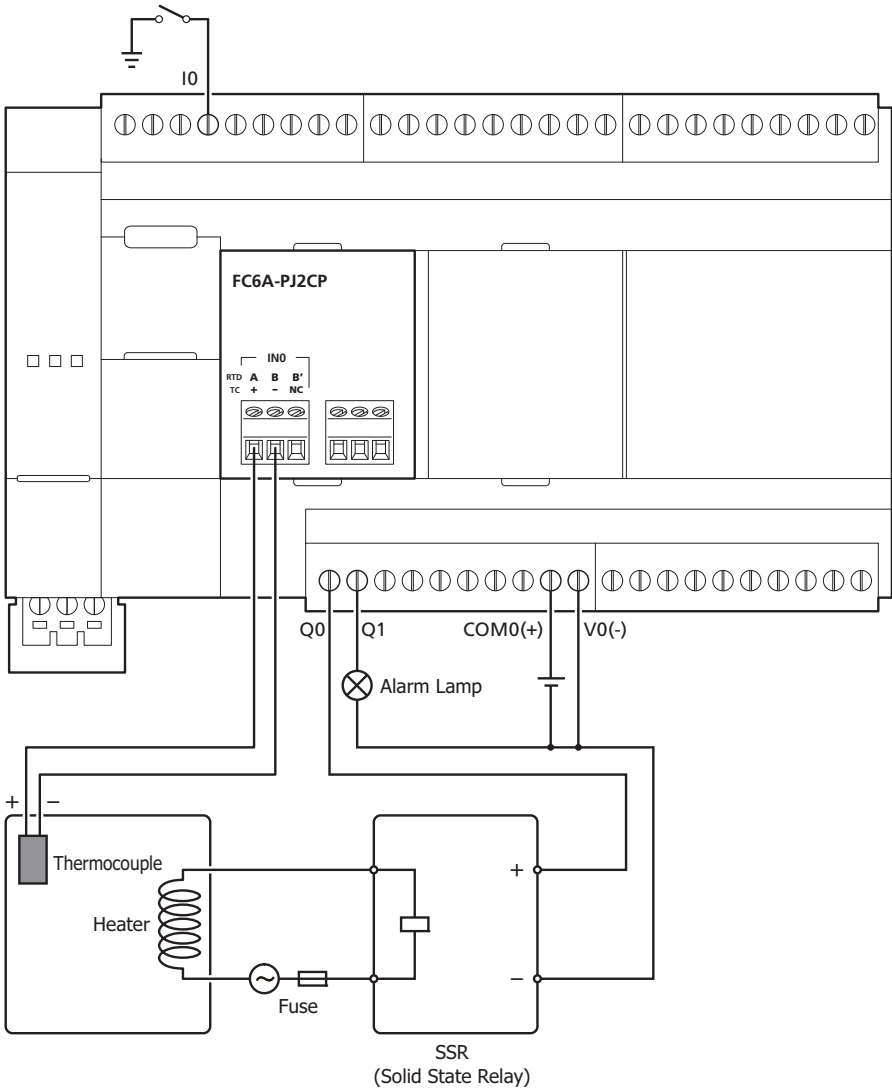 I0
FC6A-PJ2CP
IN0
RTD A B B'
TC + − NC
Q0 Q1 COM0(+) V0(-)
Alarm Lamp
+ −
Thermocouple
+
Heater
−
Fuse
SSR
(Solid State Relay)